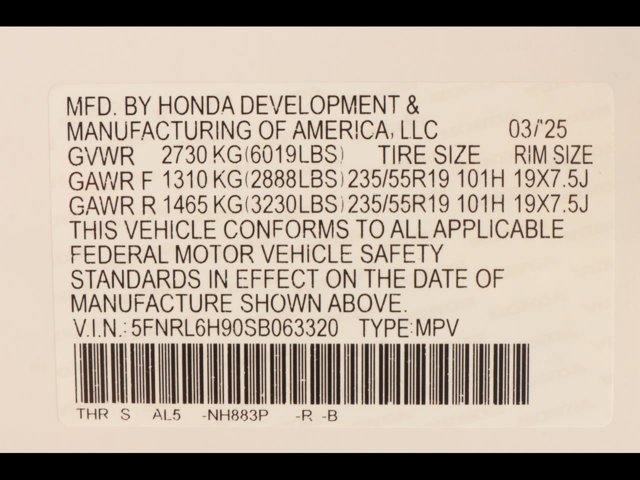 MFD. BY HONDA DEVELOPMENT &
MANUFACTURING OF AMERICA, LLC 03/'25
GVWR 2730 KG(6019LBS) TIRE SIZE RIM SIZE
GAWR F 1310 KG(2888LBS) 235/55R19 101H 19X7.5J
GAWR R 1465 KG(3230LBS) 235/55R19 101H 19X7.5J
THIS VEHICLE CONFORMS TO ALL APPLICABLE
FEDERAL MOTOR VEHICLE SAFETY
STANDARDS IN EFFECT ON THE DATE OF
MANUFACTURE SHOWN ABOVE.
V.I.N.: 5FNRL6H90SB063320 TYPE:MPV
THR S AL5 -NH883P -R -B